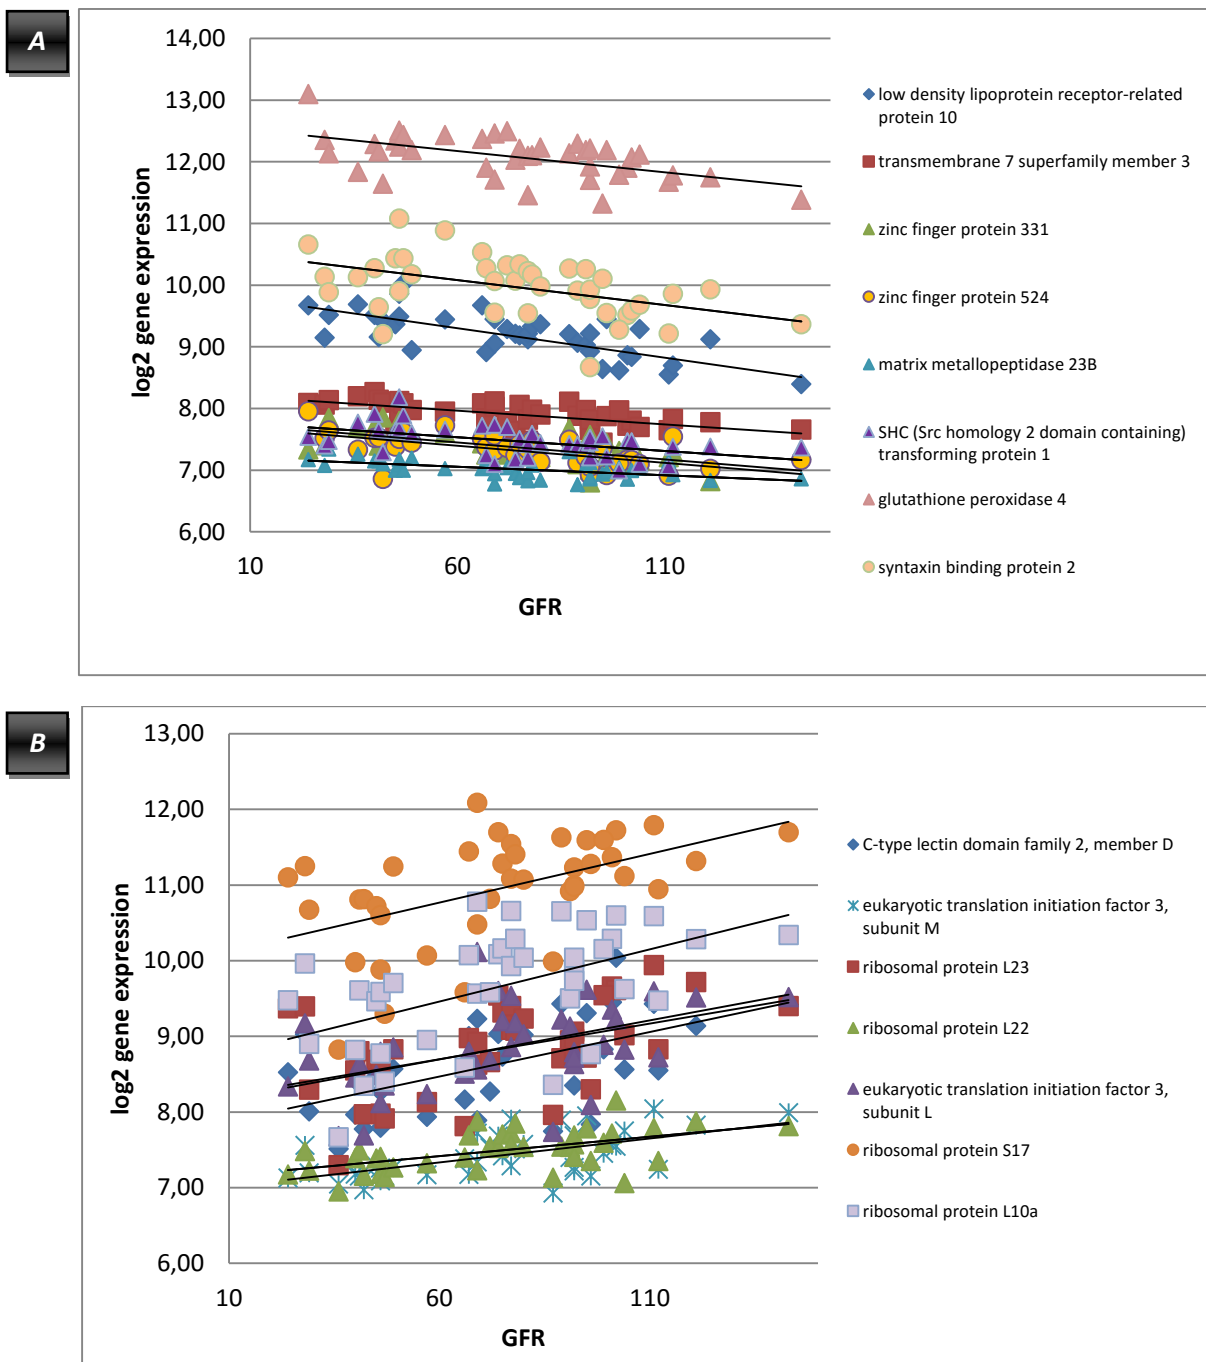 A
14,00
13,00
12,00
11,00
10,00
9,00
8,00
7,00
6,00
log2 gene expression
10
60
110
GFR
low density lipoprotein receptor-related
protein 10
transmembrane 7 superfamily member 3
zinc finger protein 331
zinc finger protein 524
matrix metallopeptidase 23B
SHC (Src homology 2 domain containing)
transforming protein 1
glutathione peroxidase 4
syntaxin binding protein 2
B
13,00
12,00
11,00
10,00
9,00
8,00
7,00
6,00
log2 gene expression
10
60
110
GFR
C-type lectin domain family 2, member D
eukaryotic translation initiation factor 3,
subunit M
ribosomal protein L23
ribosomal protein L22
eukaryotic translation initiation factor 3,
subunit L
ribosomal protein S17
ribosomal protein L10a